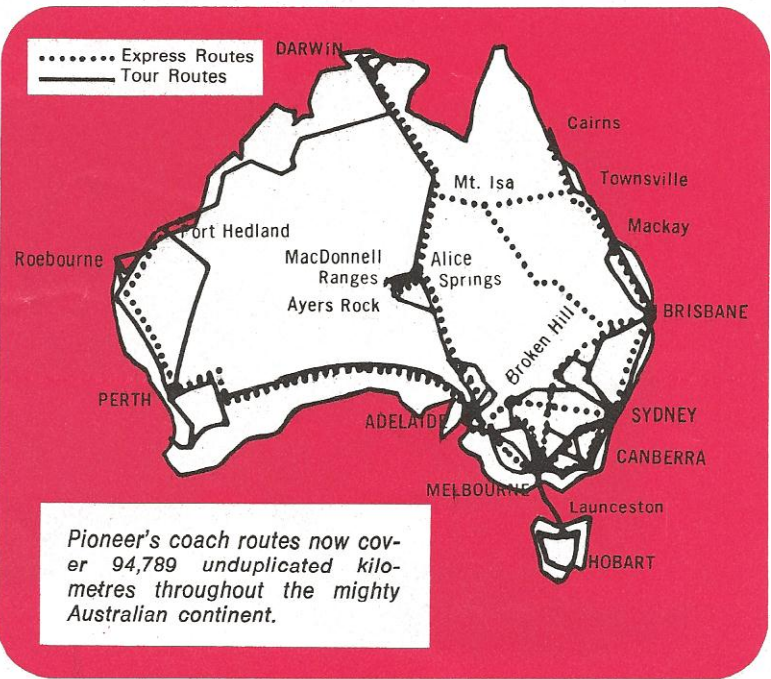 Express Routes
Tour Routes
DARWIN
Cairns
Mt. Isa
Townsville
Mackay
Port Hedland
Roebourne
MacDonnell
Ranges
Alice
Springs
Ayers Rock
BRISBANE
Broken Hill
PERTH
ADELAIDE
SYDNEY
CANBERRA
MELBOURNE
Launceston
HOBART
Pioneer's coach routes now cov-
er 94,789 unduplicated kilo-
metres throughout the mighty
Australian continent.